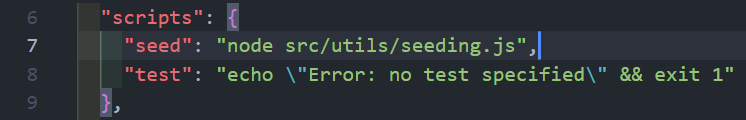 6 "scripts": {
7 "seed": "node src/utils/seeding.js",
8 "test": "echo \"Error: no test specified\" && exit 1"
9 },